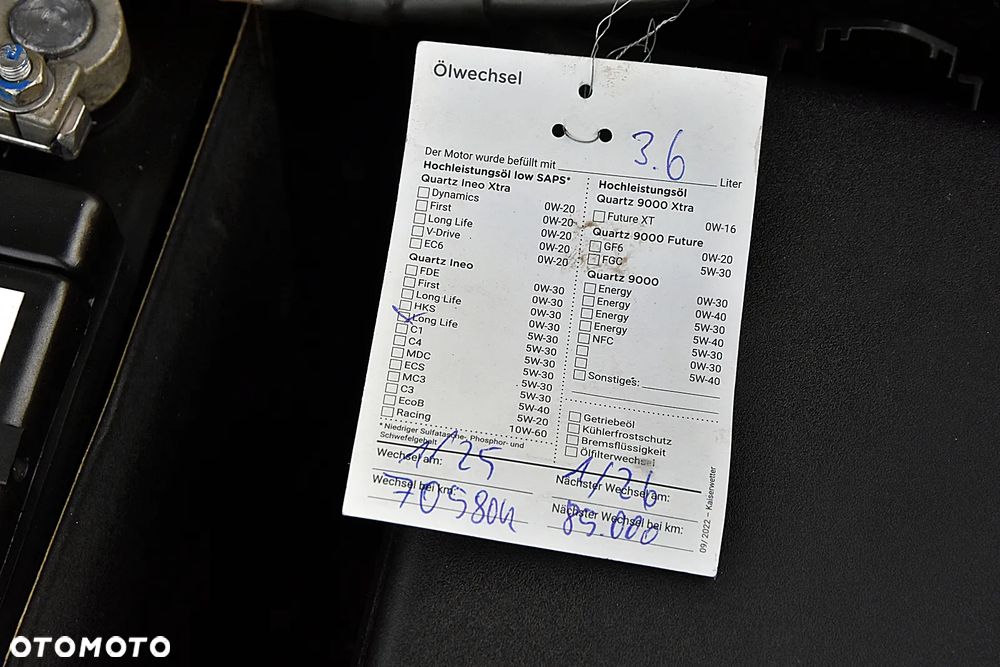 Ölwechsel
Der Motor wurde befüllt mit 3.6 Liter
Hochleistungsöl low SAPS*
Quartz Ineo Xtra
Dynamics 0W-20
First 0W-20
Long Life 0W-20
V-Drive 0W-20
EC6 0W-20
Quartz Ineo
FDE 0W-30
First 0W-30
Long Life 0W-30
HKS 0W-30
Long Life 5W-30
C1 5W-30
C4 5W-30
MDC 5W-30
ECS 5W-30
MC3 5W-30
C3 5W-40
EcoB 5W-20
Racing 10W-60
* Niedriger Sulfatasche-, Phosphor- und
Schwefelgehalt
Hochleistungsöl
Quartz 9000 Xtra
Future XT 0W-16
Quartz 9000 Future
GF6 0W-20
FGC 5W-30
Quartz 9000
Energy 0W-30
Energy 0W-40
Energy 5W-30
Energy 5W-40
NFC 5W-30
0W-30
5W-40
Sonstiges:
Getriebeöl
Kühlerfrostschutz
Bremsflüssigkeit
Ölfilterwechsel
Wechsel am: 1/25
Nächster Wechsel am: 1/26
Wechsel bei km: 70580
Nächster Wechsel bei km: 85.000
09/2022 – Kaiserwetter
OTOMOTO